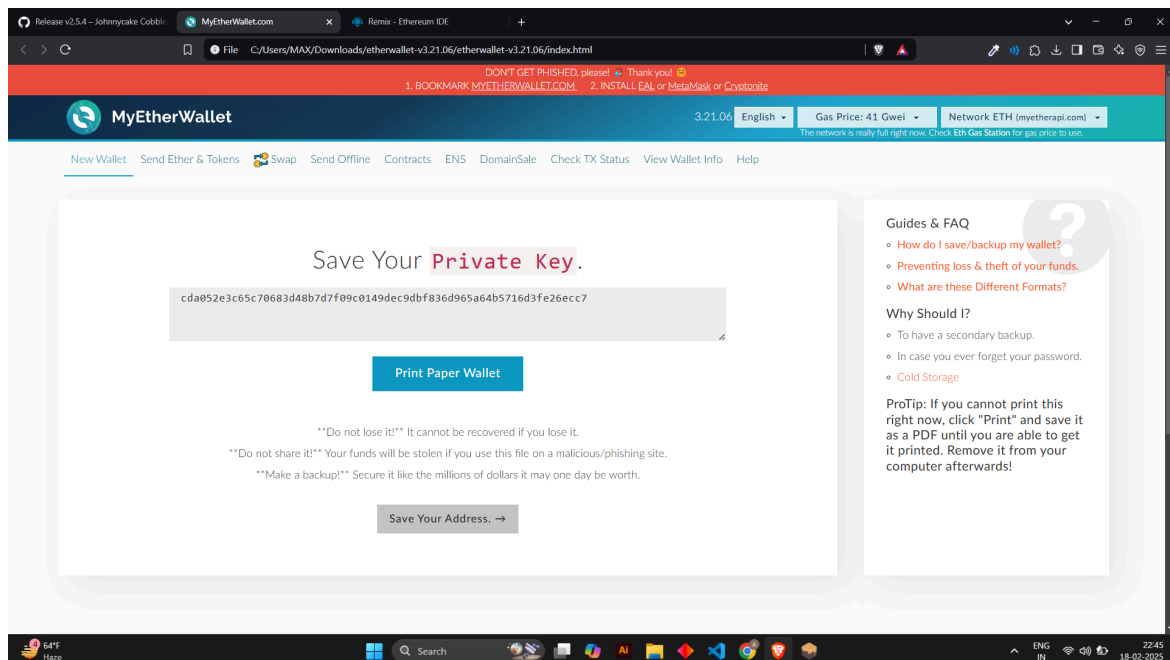 Release v2.5.4 – Johnnycake Cobble
MyEtherWallet.com
Remix - Ethereum IDE
File C:/Users/MAX/Downloads/etherwallet-v3.21.06/etherwallet-v3.21.06/index.html
DON'T GET PHISHED, please! Thank you!
1. BOOKMARK MYETHERWALLET.COM 2. INSTALL EAL or MetaMask or Cryptonite
MyEtherWallet
3.21.06 English Gas Price: 41 Gwei Network ETH (myetherapi.com)
The network is really full right now. Check Eth Gas Station for gas price to use.
New Wallet Send Ether & Tokens Swap Send Offline Contracts ENS DomainSale Check TX Status View Wallet Info Help
Save Your Private Key.
cda052e3c65c70683d48b7d7f09c0149dec9dbf836d965a64b5716d3fe26ecc7
Print Paper Wallet
**Do not lose it!** It cannot be recovered if you lose it.
**Do not share it!** Your funds will be stolen if you use this file on a malicious/phishing site.
**Make a backup!** Secure it like the millions of dollars it may one day be worth.
Save Your Address. →
Guides & FAQ
How do I save/backup my wallet?
Preventing loss & theft of your funds.
What are these Different Formats?
Why Should I?
To have a secondary backup.
In case you ever forget your password.
Cold Storage
ProTip: If you cannot print this
right now, click "Print" and save it
as a PDF until you are able to get
it printed. Remove it from your
computer afterwards!
?
4
64°F
Haze
Search
Ai
ENG
IN
22:45
18-02-2025